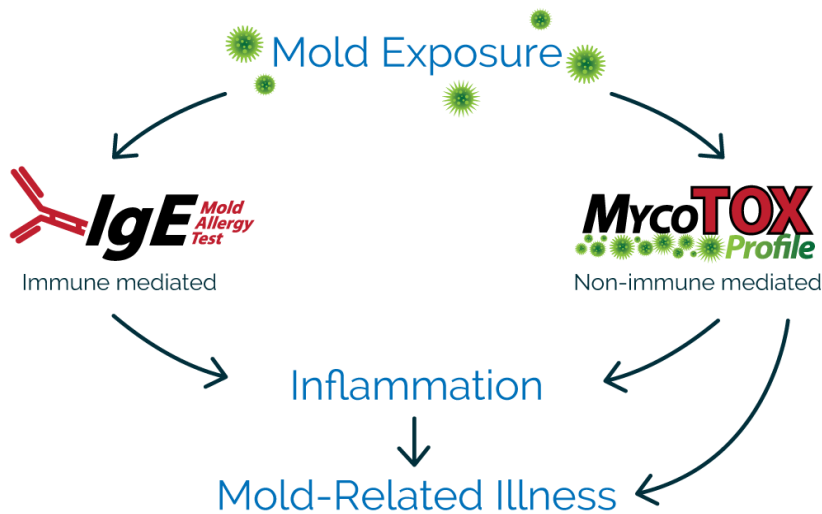 Mold Exposure
IgE Mold
Allergy
Test
MycoTOX
Profile
Immune mediated
Non-immune mediated
Inflammation
Mold-Related Illness